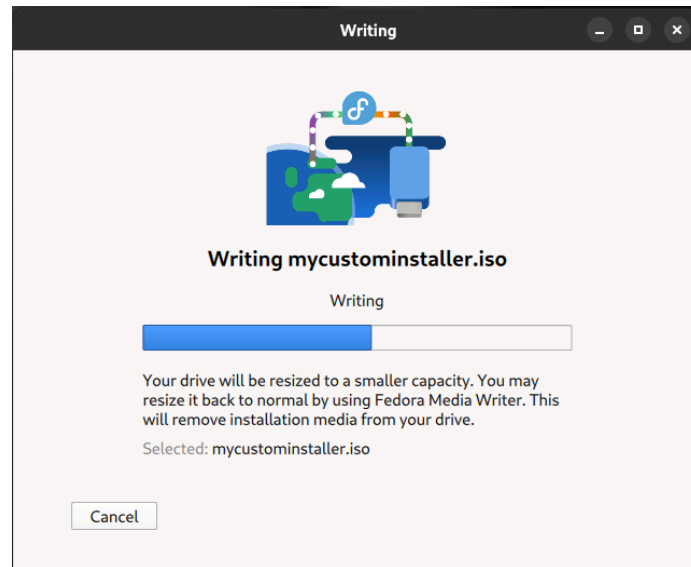 Writing
Writing mycustominstaller.iso
Writing
Your drive will be resized to a smaller capacity. You may
resize it back to normal by using Fedora Media Writer. This
will remove installation media from your drive.
Selected: mycustominstaller.iso
Cancel